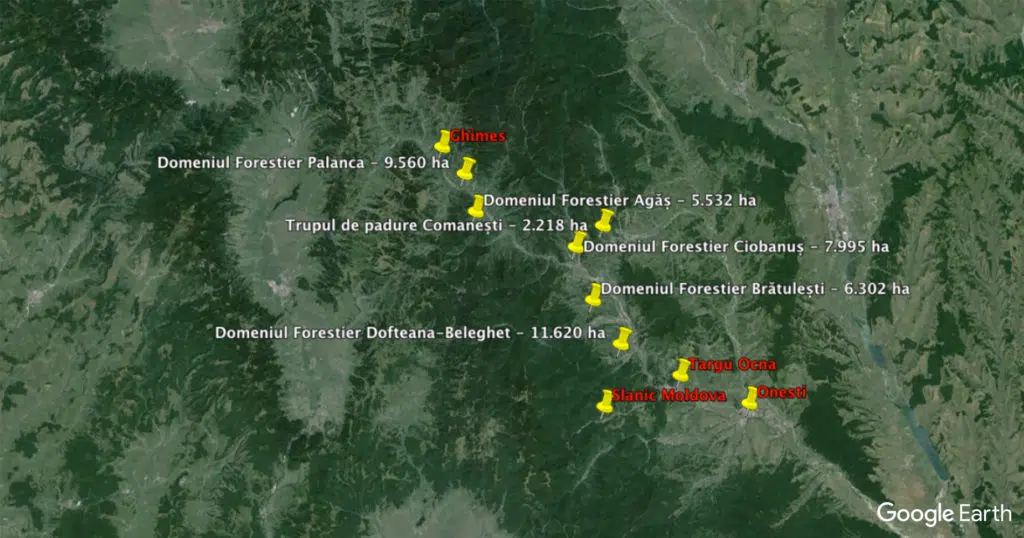 Ghimes
Domeniul Forestier Palanca - 9.560 ha
Domeniul Forestier Agăș - 5.532 ha
Trupul de padure Comanești - 2.218 ha
Domeniul Forestier Ciobanuș - 7.995 ha
Domeniul Forestier Brătulești - 6.302 ha
Domeniul Forestier Dofteana-Beleghet - 11.620 ha
Targu Ocna
Slanic Moldova
Onesti
Google Earth